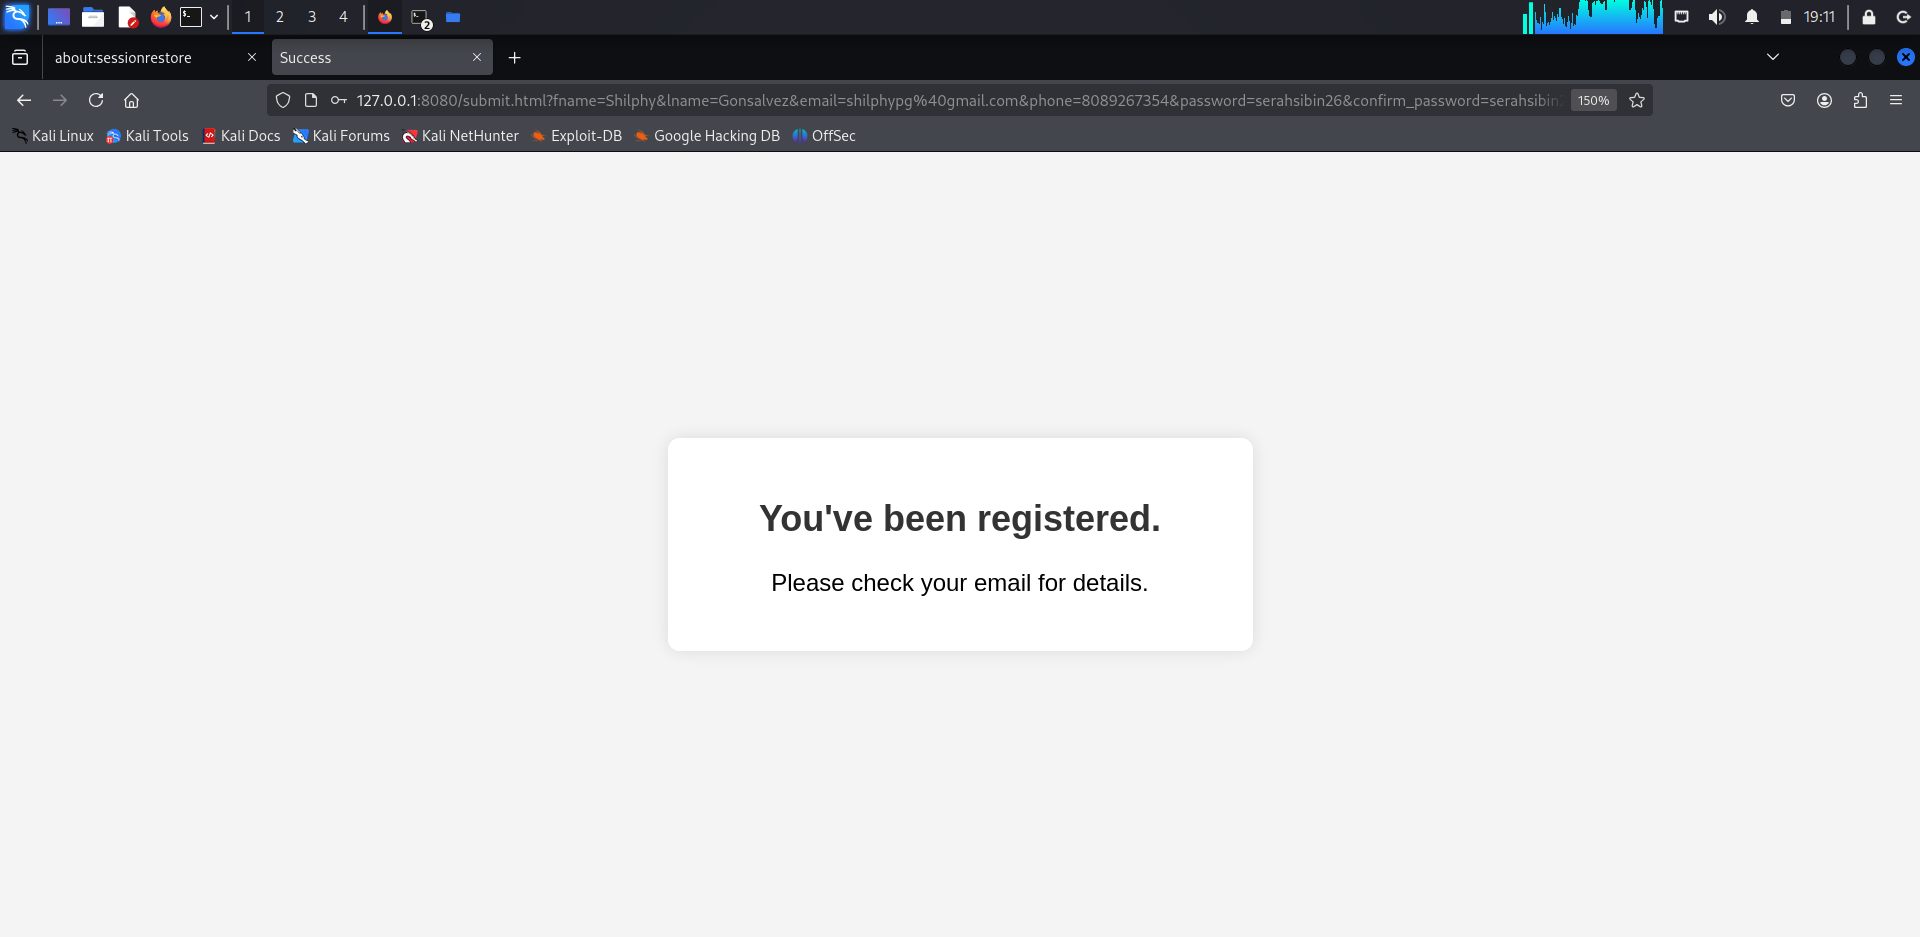 1 2 3 4 2 19:11
about:sessionrestore Success
127.0.0.1:8080/submit.html?fname=Shilphy&lname=Gonsalvez&email=shilphypg%40gmail.com&phone=8089267354&password=serahsibin26&confirm_password=serahsibin 150%
Kali Linux Kali Tools Kali Docs Kali Forums Kali NetHunter Exploit-DB Google Hacking DB OffSec
You've been registered.
Please check your email for details.